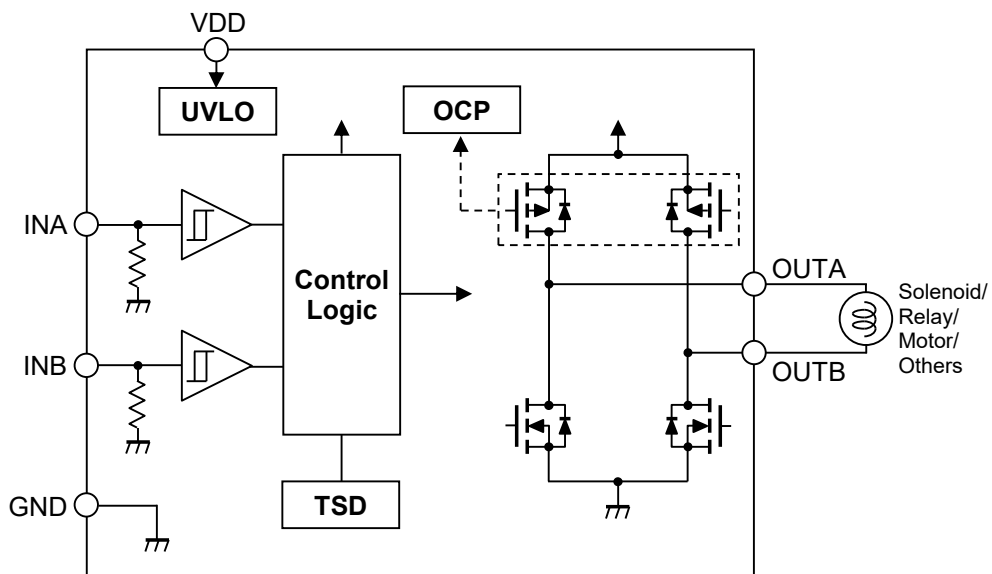 VDD
UVLO
OCP
INA
Control
Logic
OUTA
Solenoid/
Relay/
Motor/
Others
INB
OUTB
GND
TSD